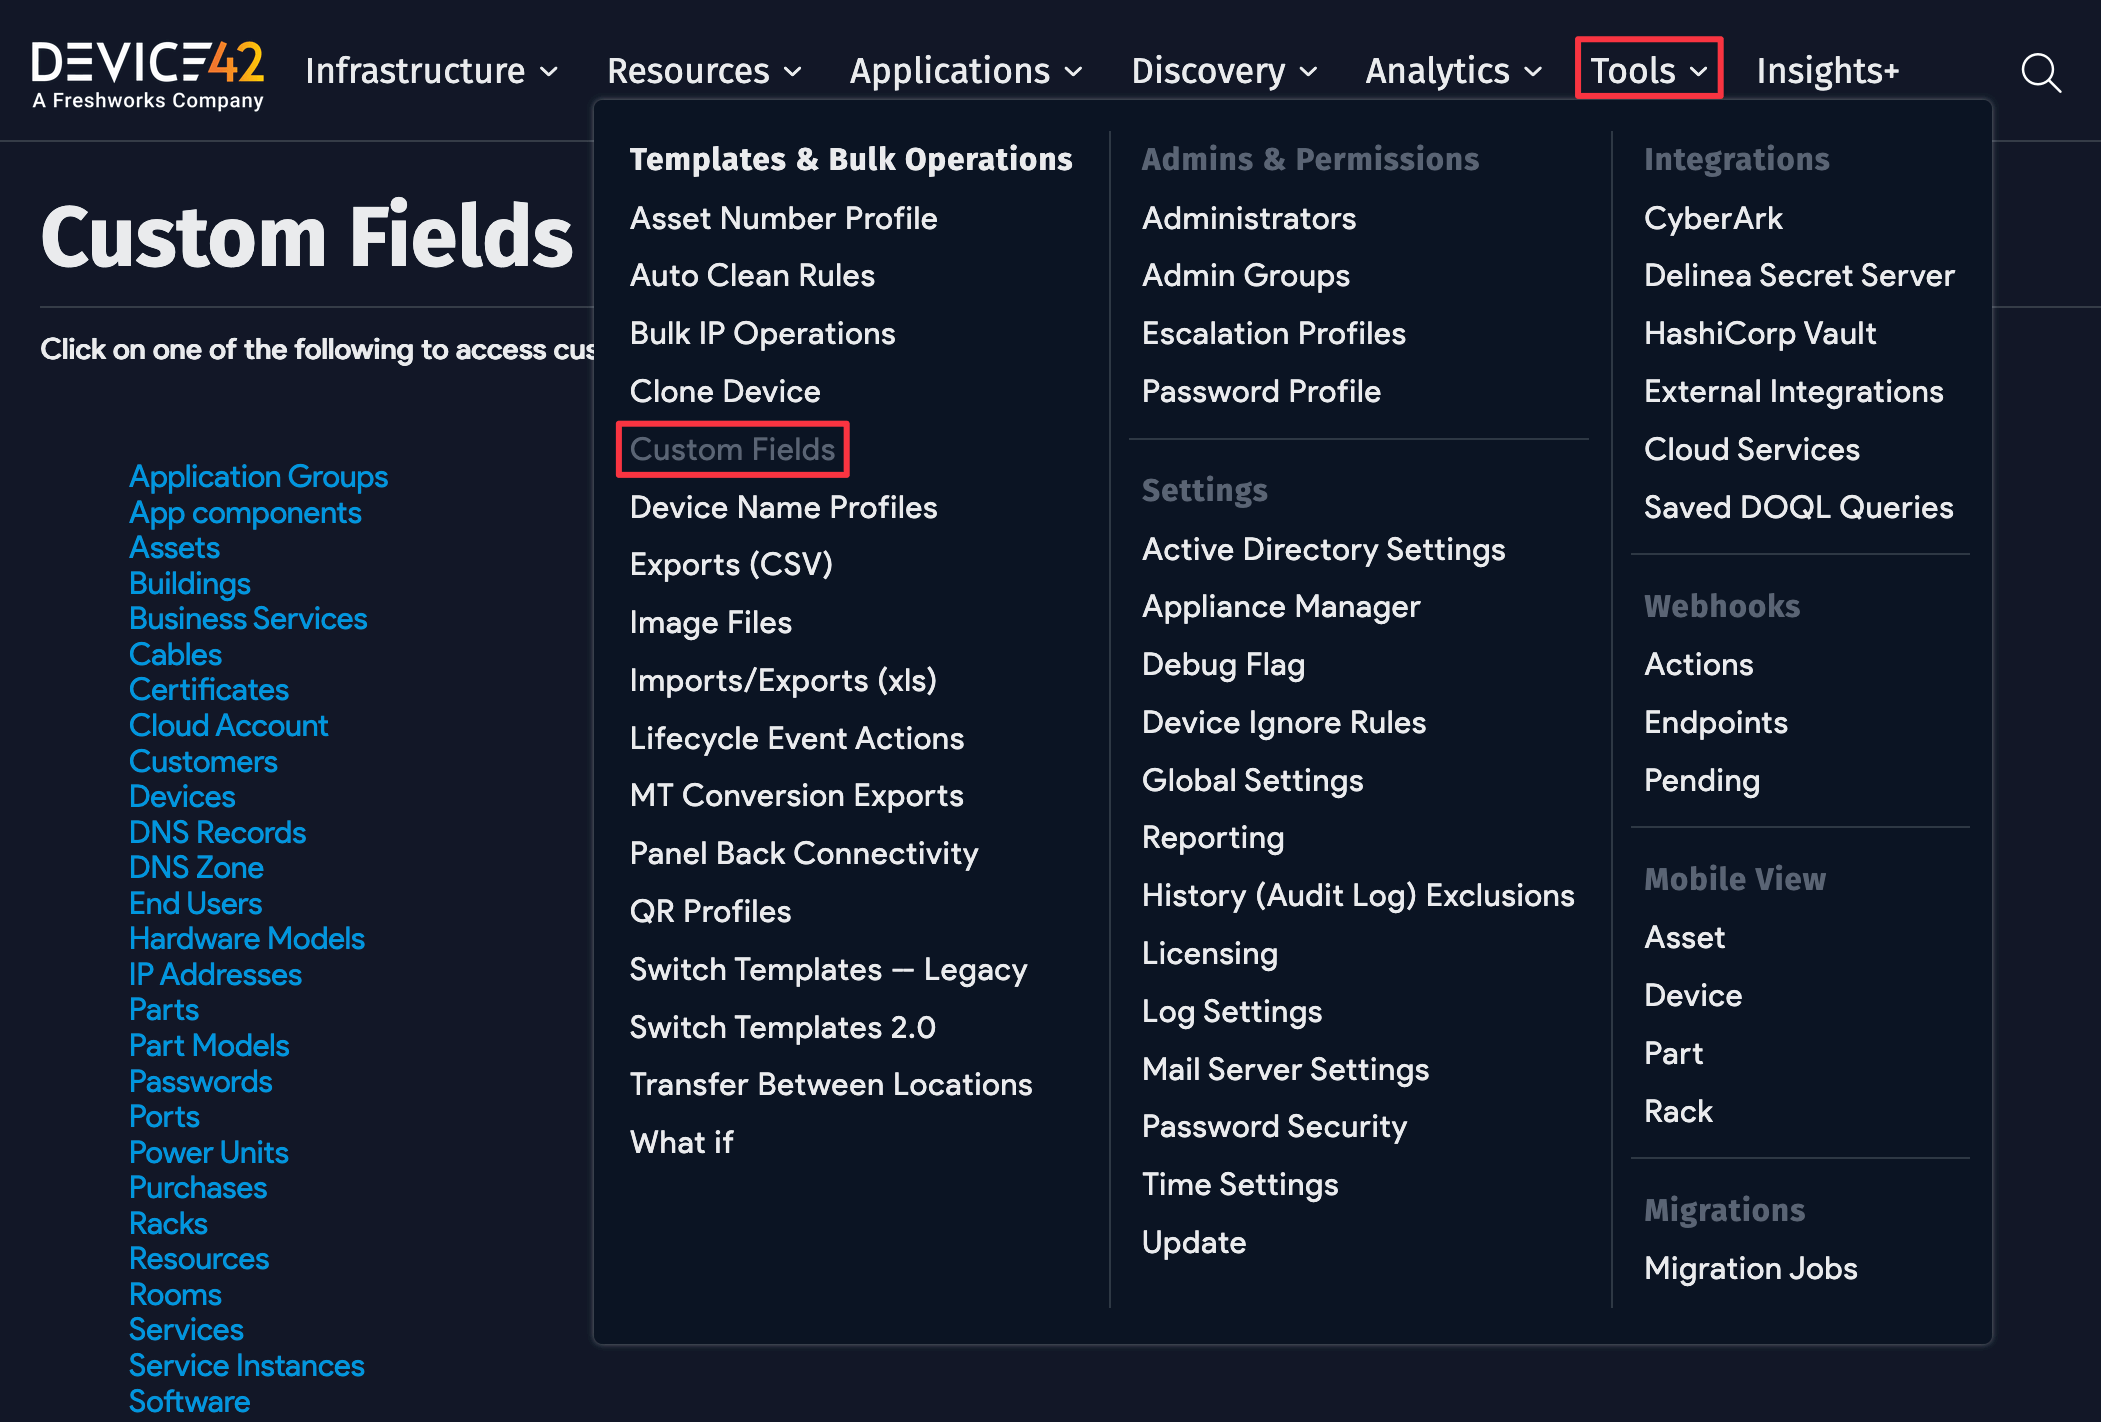 DEVICE42
A Freshworks Company
Infrastructure
Resources
Applications
Discovery
Analytics
Tools
Insights+
Custom Fields
Click on one of the following to access cus
Application Groups
App components
Assets
Buildings
Business Services
Cables
Certificates
Cloud Account
Customers
Devices
DNS Records
DNS Zone
End Users
Hardware Models
IP Addresses
Parts
Part Models
Passwords
Ports
Power Units
Purchases
Racks
Resources
Rooms
Services
Service Instances
Software
Templates & Bulk Operations
Asset Number Profile
Auto Clean Rules
Bulk IP Operations
Clone Device
Custom Fields
Device Name Profiles
Exports (CSV)
Image Files
Imports/Exports (xls)
Lifecycle Event Actions
MT Conversion Exports
Panel Back Connectivity
QR Profiles
Switch Templates — Legacy
Switch Templates 2.0
Transfer Between Locations
What if
Admins & Permissions
Administrators
Admin Groups
Escalation Profiles
Password Profile
Settings
Active Directory Settings
Appliance Manager
Debug Flag
Device Ignore Rules
Global Settings
Reporting
History (Audit Log) Exclusions
Licensing
Log Settings
Mail Server Settings
Password Security
Time Settings
Update
Integrations
CyberArk
Delinea Secret Server
HashiCorp Vault
External Integrations
Cloud Services
Saved DOQL Queries
Webhooks
Actions
Endpoints
Pending
Mobile View
Asset
Device
Part
Rack
Migrations
Migration Jobs